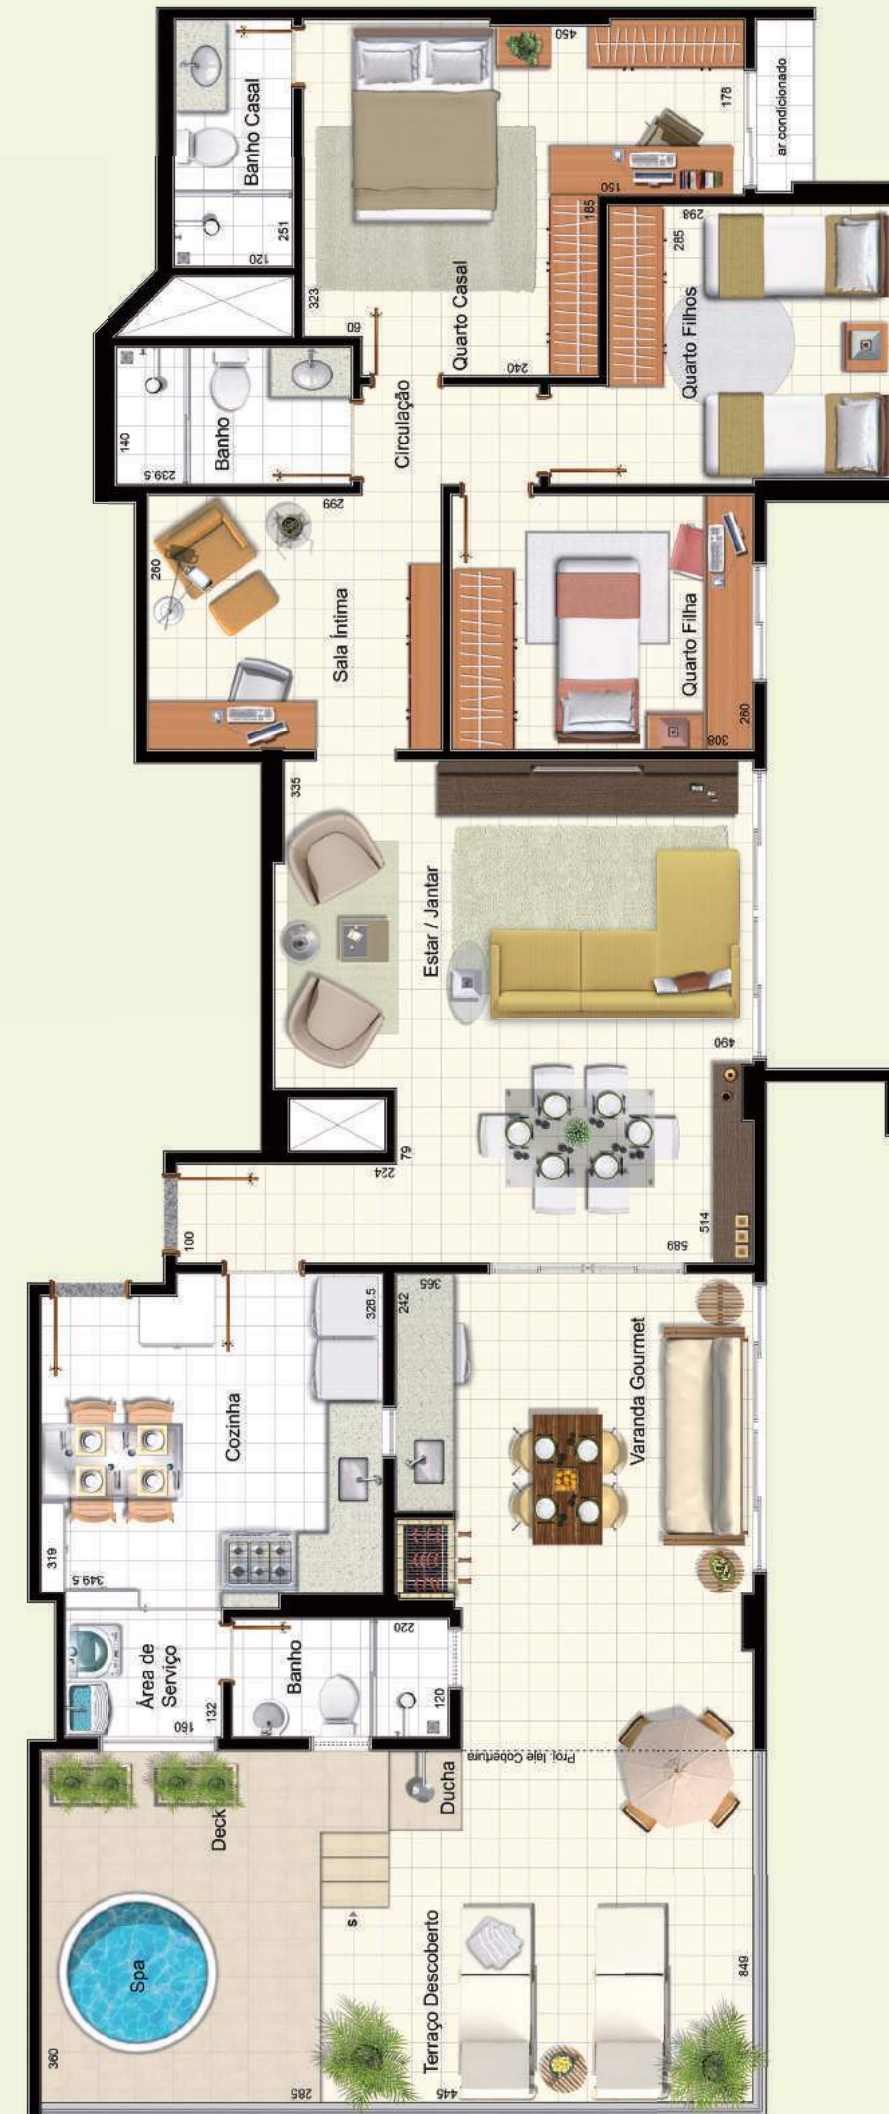 Banho Casal
251
120
323
60
Quarto Casal
240
450
178
150
185
ar condicionado
298
285
Quarto Filhos
140
239.5
Banho
Circulação
299
260
Sala Íntima
Quarto Filha
260
308
335
Estar / Jantar
490
79
224
100
514
589
326.5
365
242
Cozinha
319
349.5
Varanda Gourmet
Área de
Serviço
160
132
Banho
220
120
Proj. laje Cobertura
Deck
Ducha
S
Spa
360
285
Terraço Descoberto
445
849